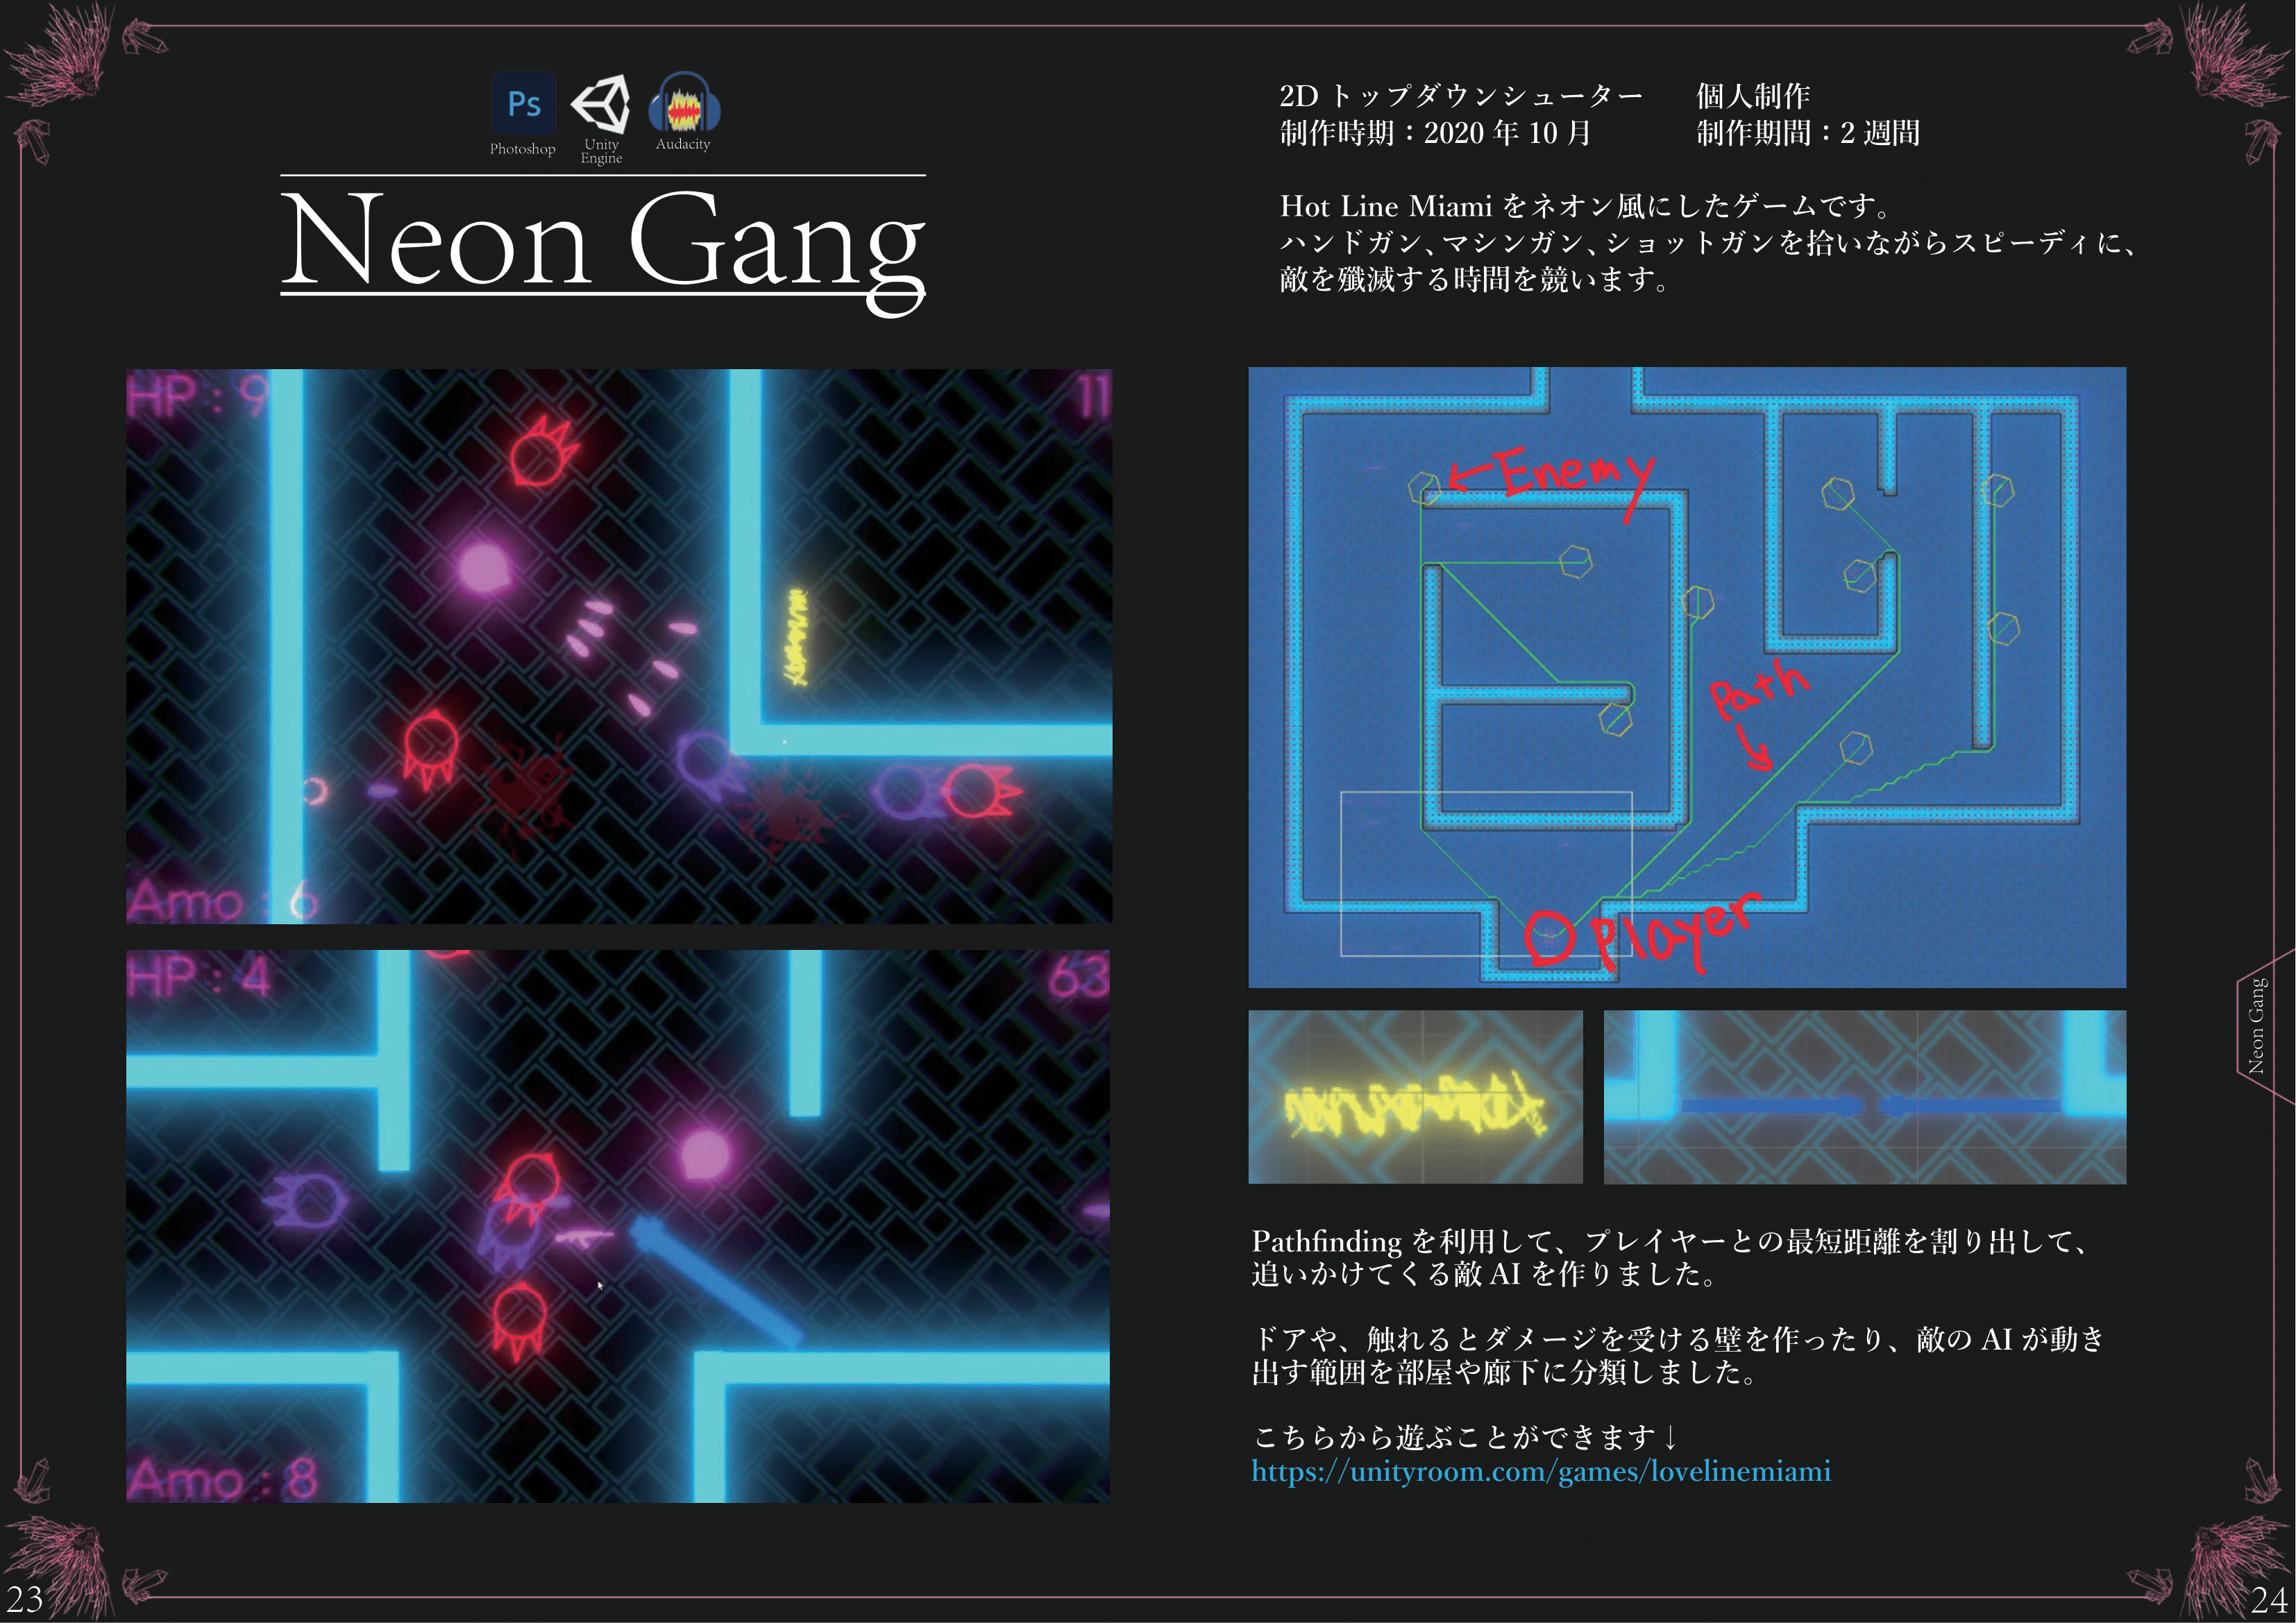 Ps
Photoshop
Unity
Engine
Audacity
Neon Gang
2D トップダウンシューター 個人制作
制作時期：2020 年 10 月 制作期間：2 週間
Hot Line Miami をネオン風にしたゲームです。
ハンドガン、マシンガン、ショットガンを拾いながらスピーディに、
敵を殲滅する時間を競います。
HP : 9
11
Amo : 6
HP : 4
63
Amo : 8
←Enemy
Path
Player
Neon Gang
Pathfinding を利用して、プレイヤーとの最短距離を割り出して、
追いかけてくる敵 AI を作りました。
ドアや、触れるとダメージを受ける壁を作ったり、敵の AI が動き
出す範囲を部屋や廊下に分類しました。
こちらから遊ぶことができます↓
https://unityroom.com/games/lovelinemiami
23
24